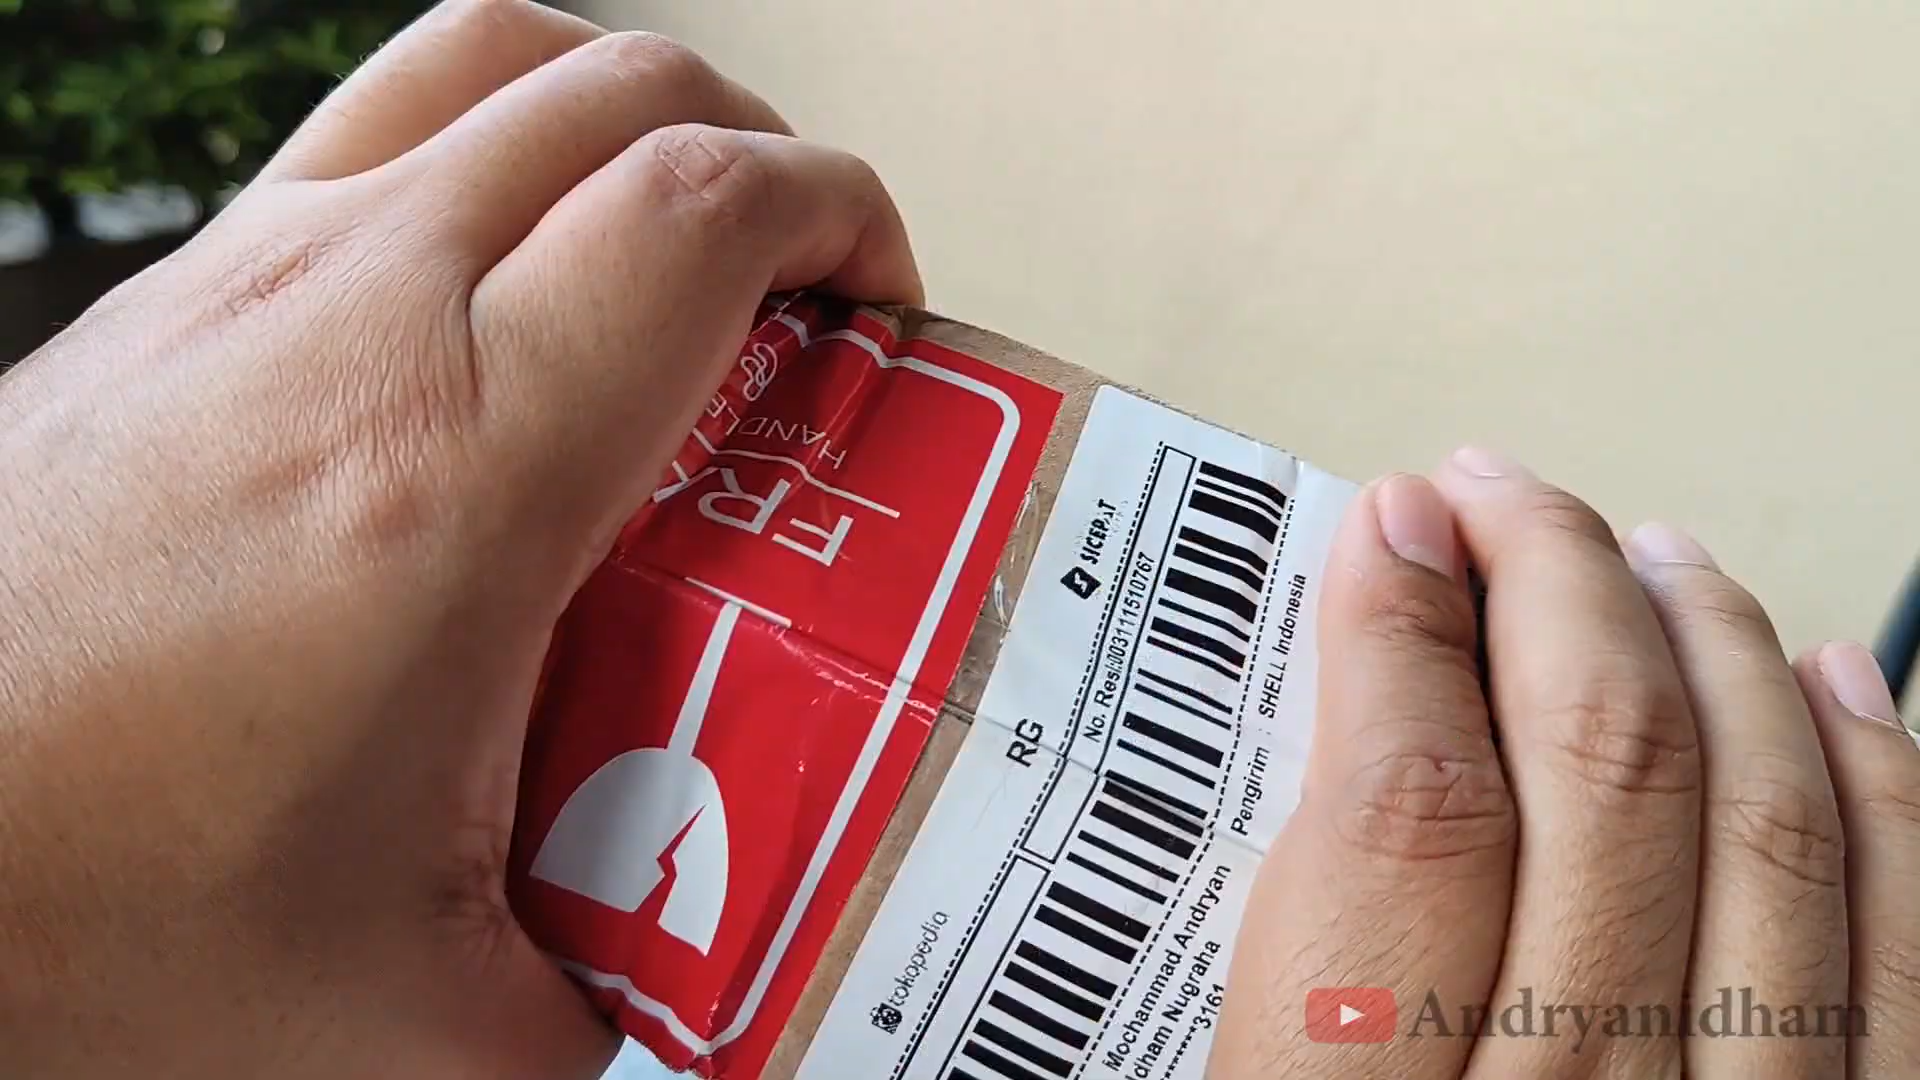 HANDLE
FRA
SICEPAT
No. Resi:003111510767
RG
tokopedia
Pengirim : SHELL Indonesia
Mochammad Andryan
Idham Nugraha
*******3161
Andryanidham